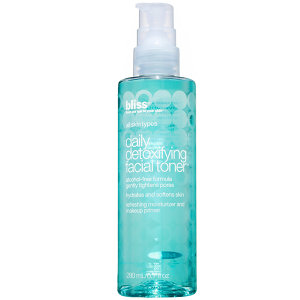 bliss
all skin types
daily
detoxifying
facial toner
alcohol-free formula
gently tightens pores
hydrates and softens skin
refreshing moisturizer and
makeup primer